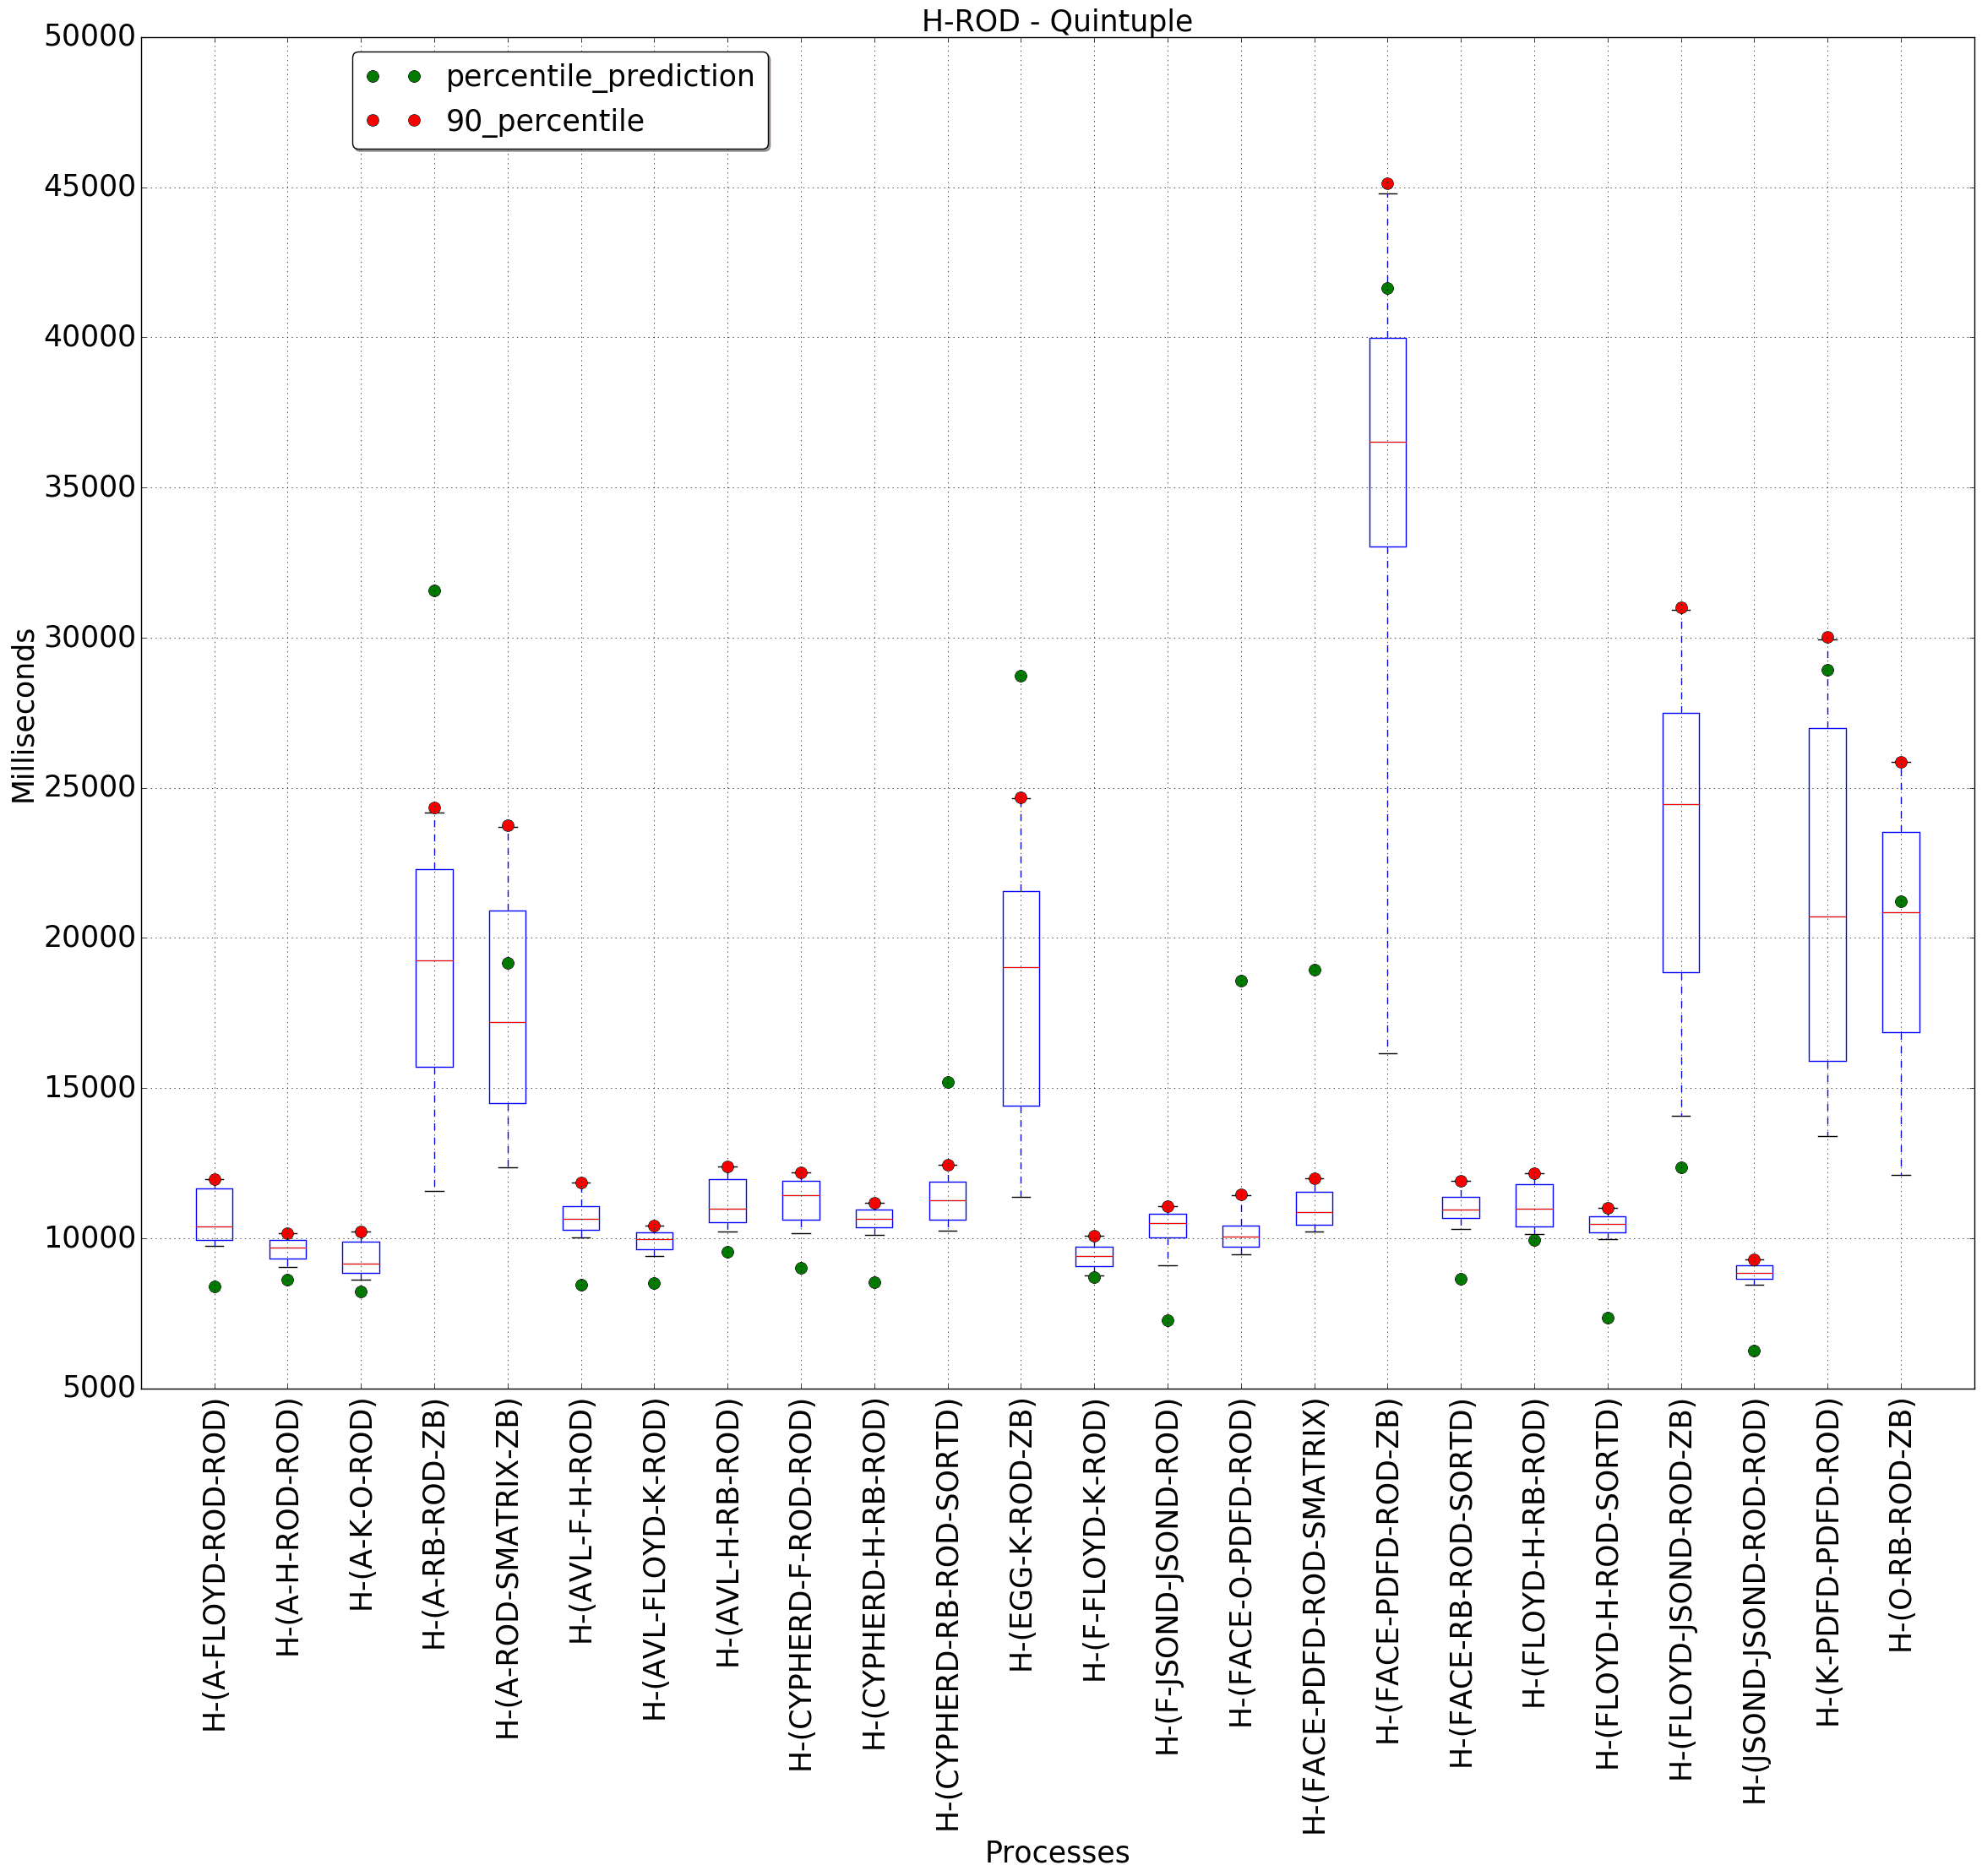 H-ROD - Quintuple
percentile_prediction
90_percentile
50000
45000
40000
35000
30000
25000
20000
15000
10000
5000
Milliseconds
H-(A-FLOYD-ROD-ROD)
H-(A-H-ROD-ROD)
H-(A-K-O-ROD)
H-(A-RB-ROD-ZB)
H-(A-ROD-SMATRIX-ZB)
H-(AVL-F-H-ROD)
H-(AVL-FLOYD-K-ROD)
H-(AVL-H-RB-ROD)
H-(CYPHERD-F-ROD-ROD)
H-(CYPHERD-H-RB-ROD)
H-(CYPHERD-RB-ROD-SORTD)
H-(EGG-K-ROD-ZB)
H-(F-FLOYD-K-ROD)
H-(F-JSOND-JSOND-ROD)
H-(FACE-O-PDFD-ROD)
H-(FACE-PDFD-ROD-SMATRIX)
H-(FACE-PDFD-ROD-ZB)
H-(FACE-RB-ROD-SORTD)
H-(FLOYD-H-RB-ROD)
H-(FLOYD-H-ROD-SORTD)
H-(FLOYD-JSOND-ROD-ZB)
H-(JSOND-JSOND-ROD-ROD)
H-(K-PDFD-PDFD-ROD)
H-(O-RB-ROD-ZB)
Processes